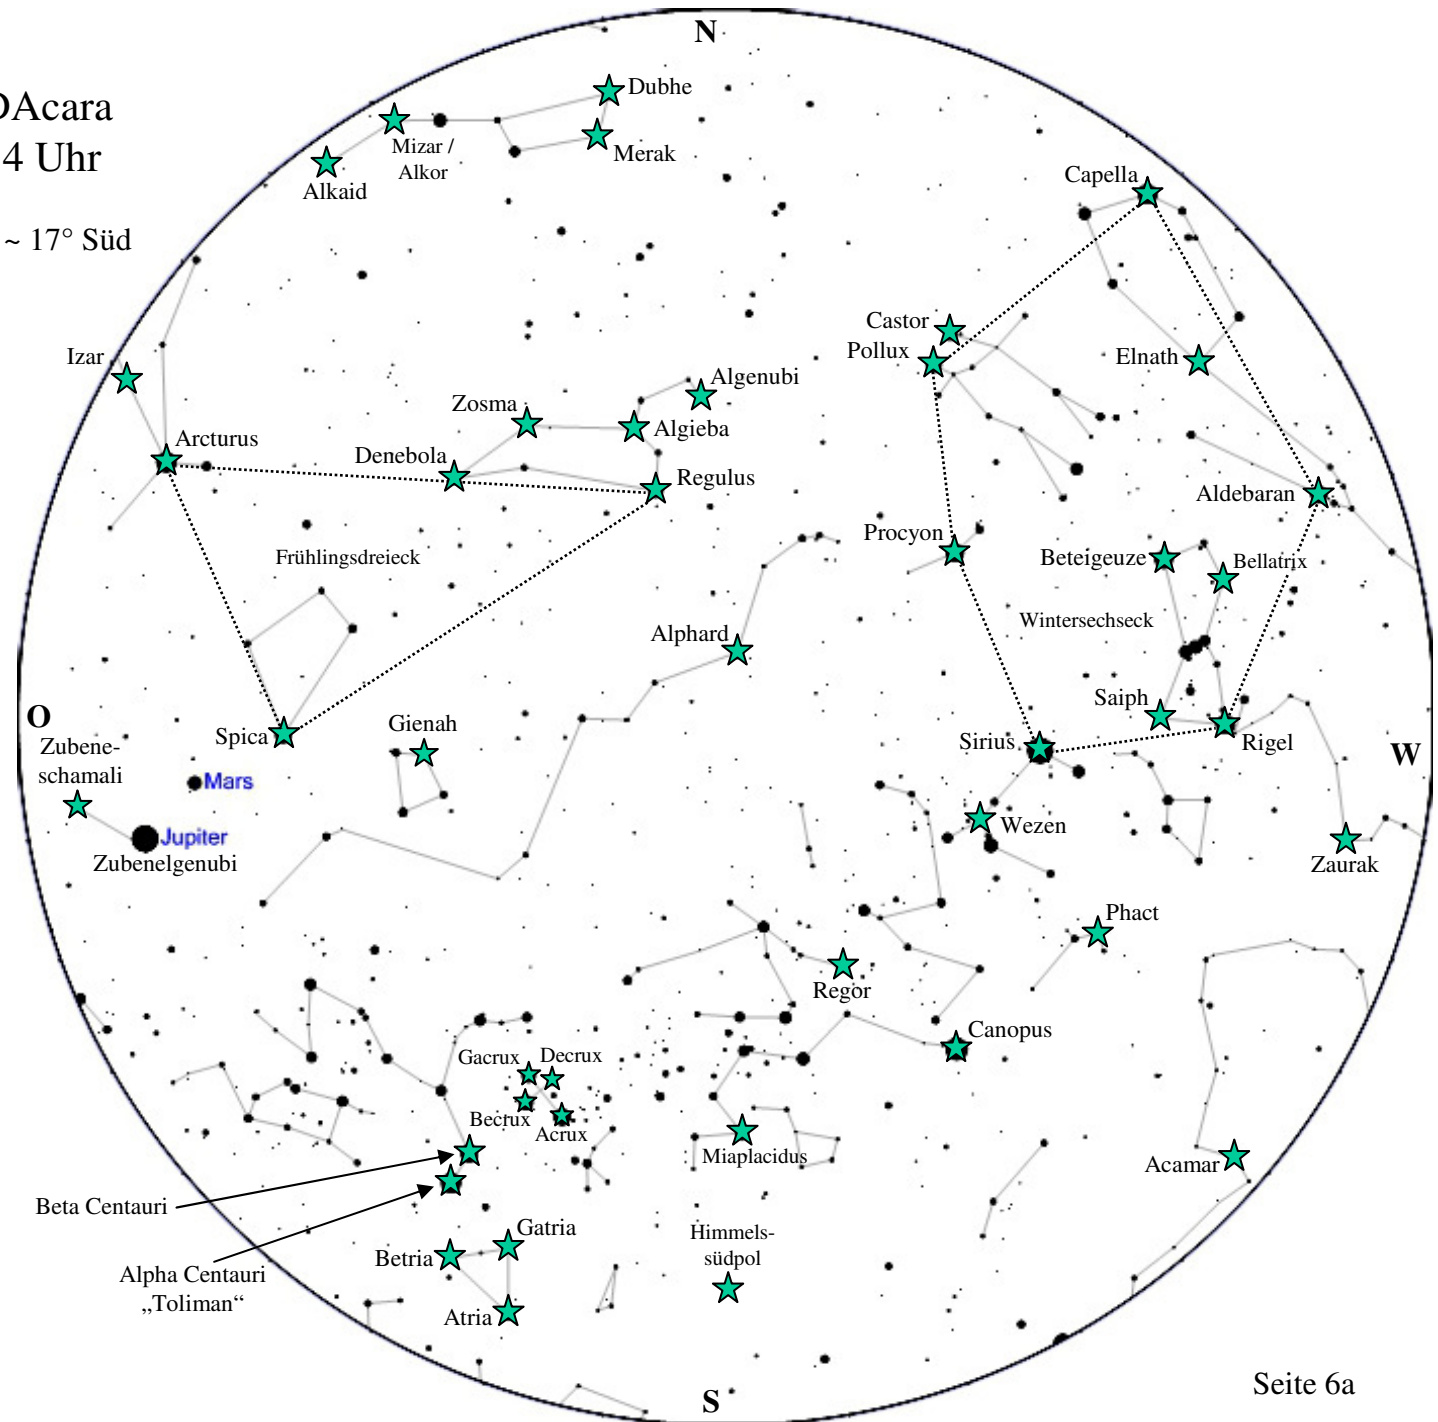 N
DAcara
4 Uhr
~ 17° Süd
Dubhe
Mizar /
Alkor
Merak
Alkaid
Capella
Castor
Pollux
Izar
Elnath
Algenubi
Zosma
Arcturus
Algieba
Denebola
Regulus
Aldebaran
Procyon
Frühlingsdreieck
Beteigeuze
Bellatrix
Wintersechseck
Alphard
Saiph
O
Gienah
Spica
Sirius
Rigel
W
Zubene-
schamali
Mars
Jupiter
Zubenelgenubi
Wezen
Zaurak
Phact
Regor
Canopus
Gacrux
Decrux
Becrux
Acrux
Miaplacidus
Acamar
Beta Centauri
Gatria
Himmels-
südpol
Betria
Alpha Centauri
„Toliman“
Atria
Seite 6a
S